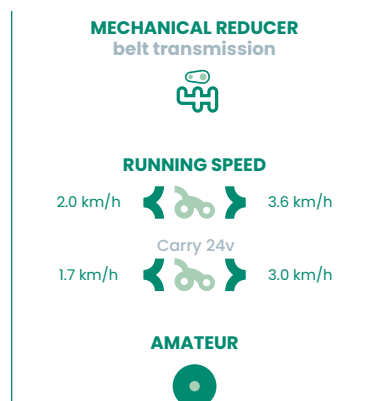 MECHANICAL REDUCER
belt transmission
RUNNING SPEED
2.0 km/h 3.6 km/h
Carry 24v
1.7 km/h 3.0 km/h
AMATEUR